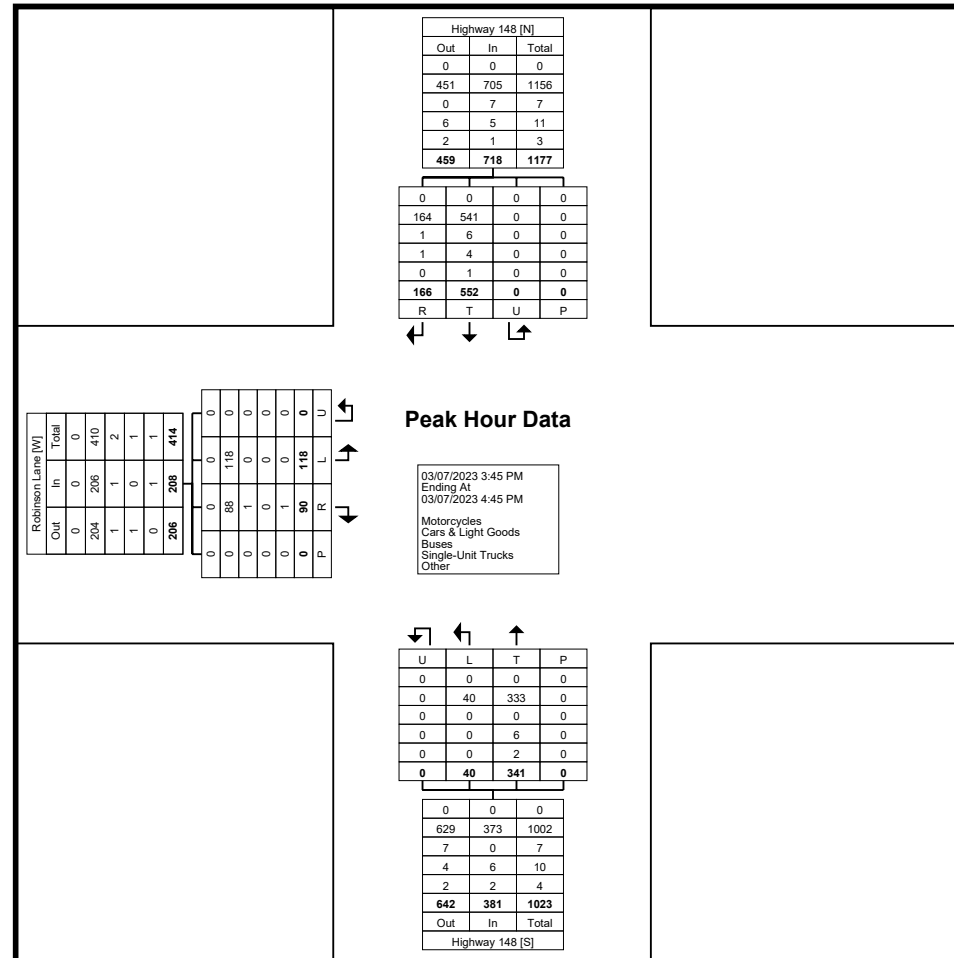 Highway 148 [N]
Out In Total
0 0 0
451 705 1156
0 7 7
6 5 11
2 1 3
459 718 1177
0 0 0 0
164 541 0 0
1 6 0 0
1 4 0 0
0 1 0 0
166 552 0 0
R T U P
Robinson Lane [W]
Out In Total
0 0 0
204 206 410
1 1 2
1 0 1
0 1 1
206 208 414
0 0 0 0
0 88 118 0
0 1 0 0
0 0 0 0
0 1 0 0
0 90 118 0
P R L U
Peak Hour Data
03/07/2023 3:45 PM
Ending At
03/07/2023 4:45 PM
Motorcycles
Cars & Light Goods
Buses
Single-Unit Trucks
Other
U L T P
0 0 0 0
0 40 333 0
0 0 0 0
0 0 6 0
0 0 2 0
0 40 341 0
0 0 0
629 373 1002
7 0 7
4 6 10
2 2 4
642 381 1023
Out In Total
Highway 148 [S]